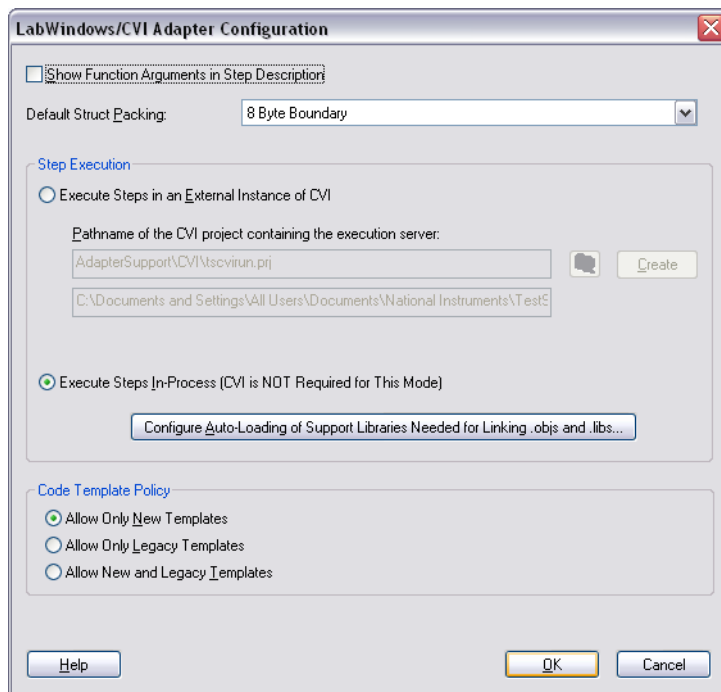 LabWindows/CVI Adapter Configuration
Show Function Arguments in Step Description
Default Struct Packing:
8 Byte Boundary
Step Execution
Execute Steps in an External Instance of CVI
Pathname of the CVI project containing the execution server:
AdapterSupport\CVI\tscvirun.prj
Create
C:\Documents and Settings\All Users\Documents\National Instruments\TestS
Execute Steps In-Process (CVI is NOT Required for This Mode)
Configure Auto-Loading of Support Libraries Needed for Linking .objs and .libs...
Code Template Policy
Allow Only New Templates
Allow Only Legacy Templates
Allow New and Legacy Templates
Help
OK
Cancel